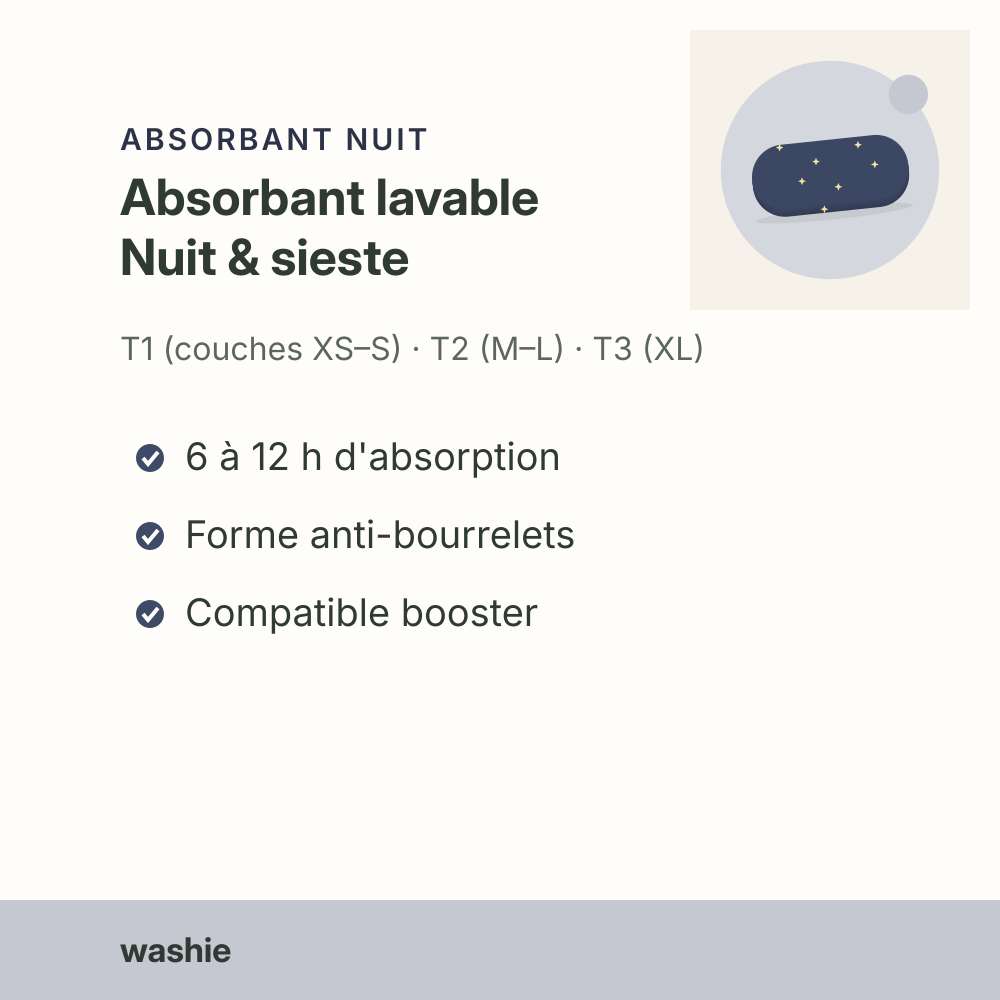 ABSORBANT NUIT
Absorbant lavable
Nuit & sieste
T1 (couches XS–S) · T2 (M–L) · T3 (XL)
6 à 12 h d'absorption
Forme anti-bourrelets
Compatible booster
washie